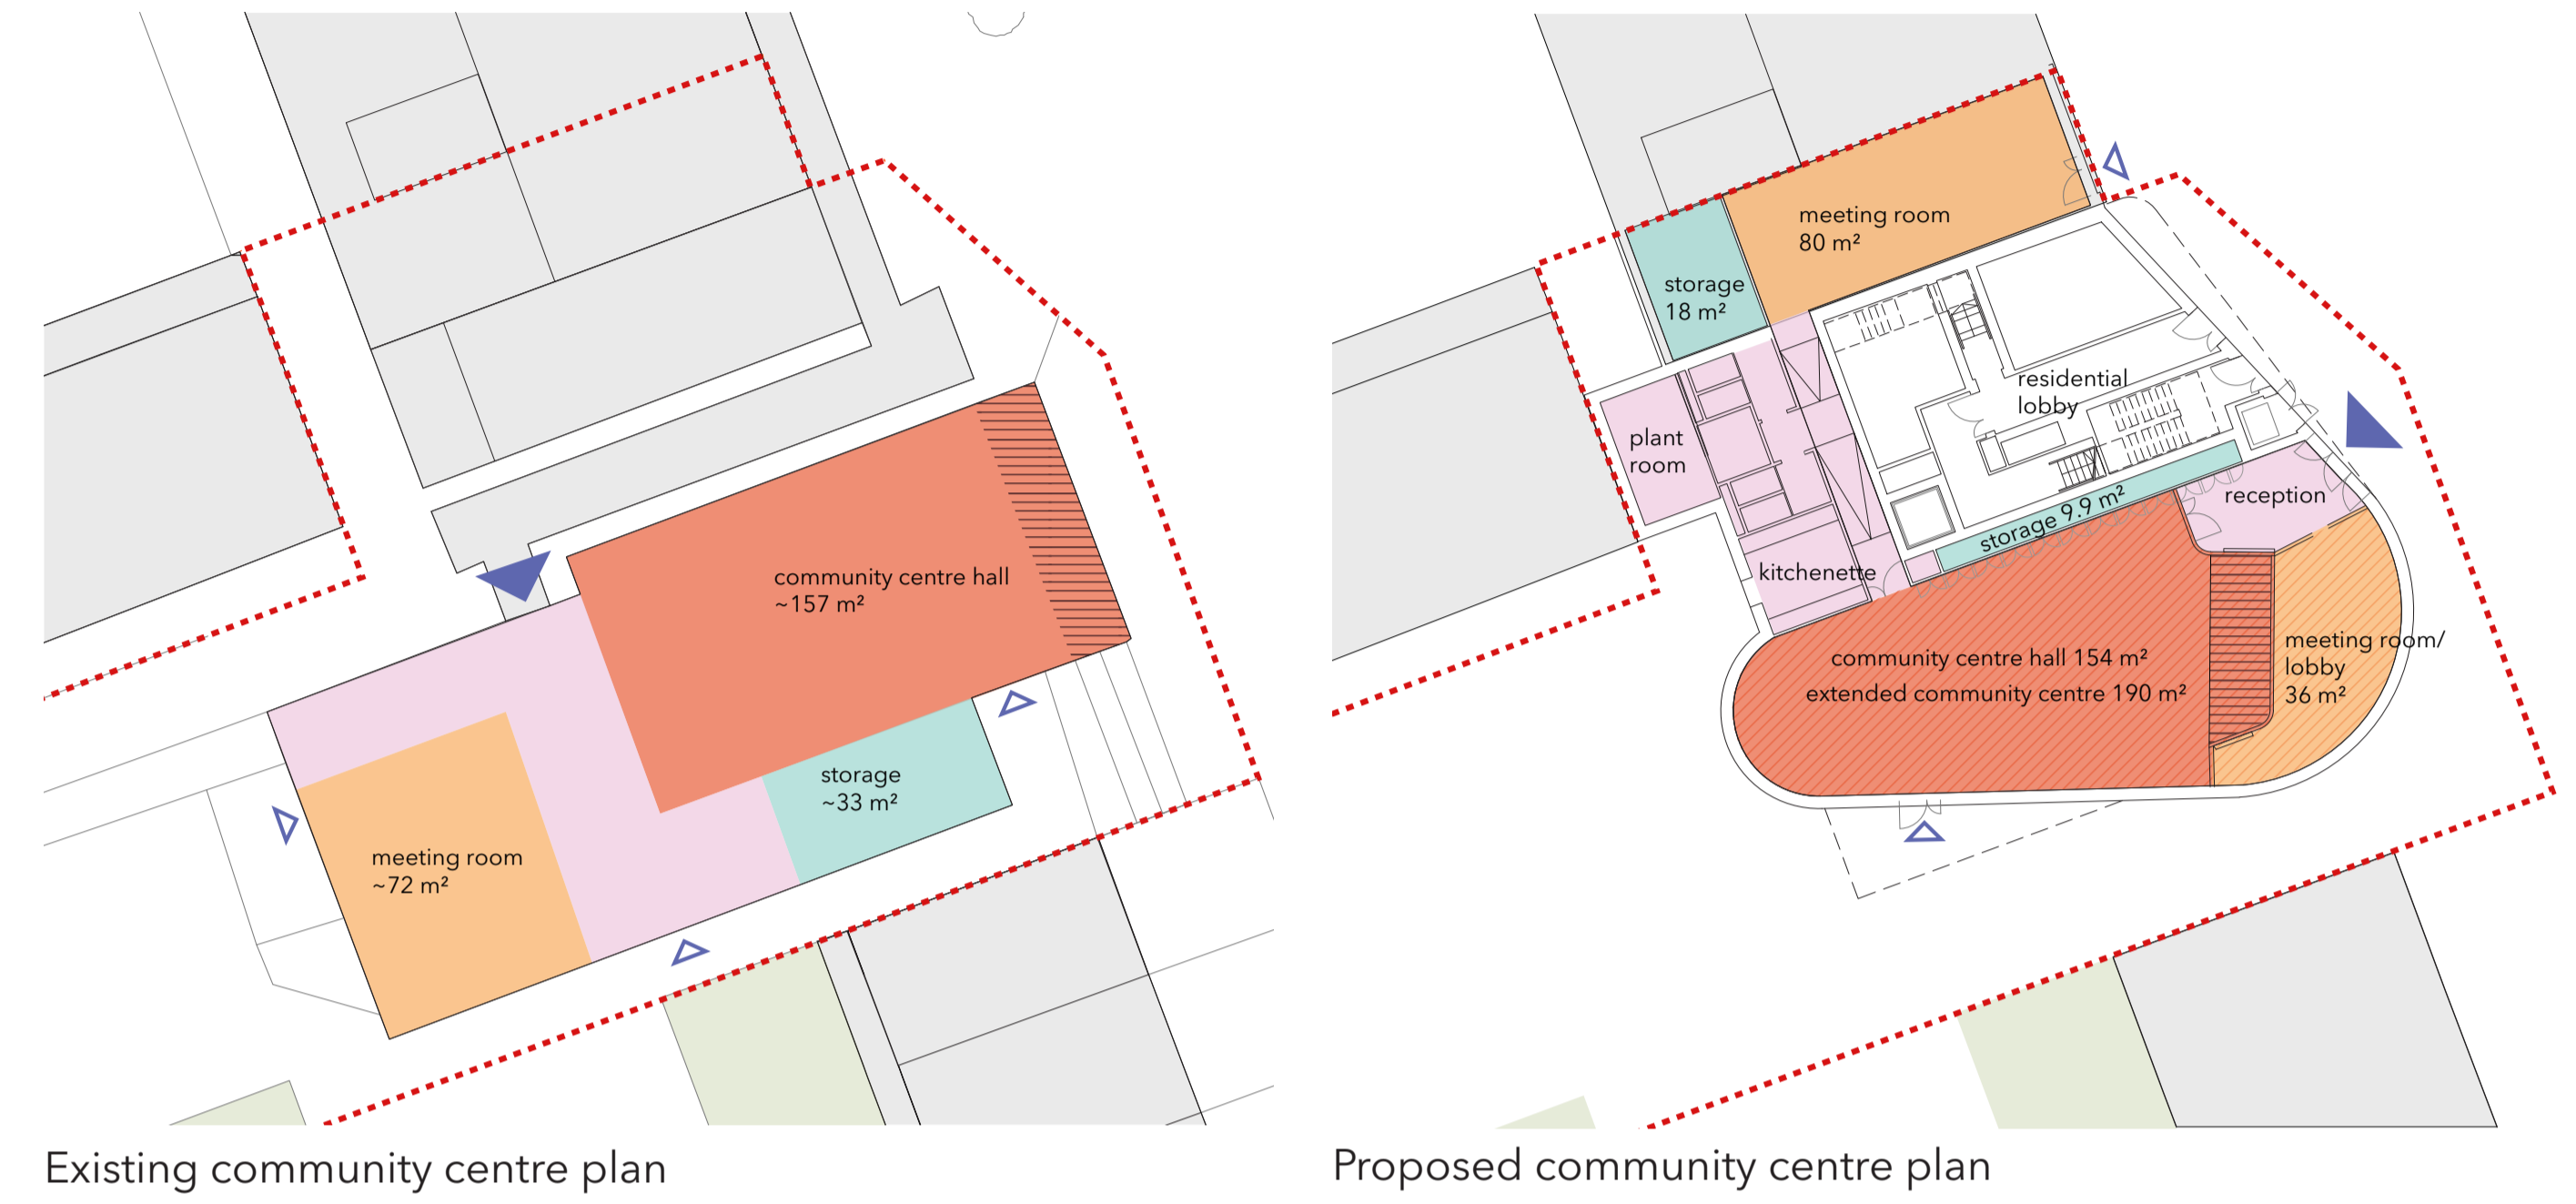 community centre hall
~157 m²
storage
~33 m²
meeting room
~72 m²
Existing community centre plan
meeting room
80 m²
storage
18 m²
residential
lobby
plant
room
reception
storage 9.9 m²
kitchenette
community centre hall 154 m²
extended community centre 190 m²
meeting room/
lobby
36 m²
Proposed community centre plan